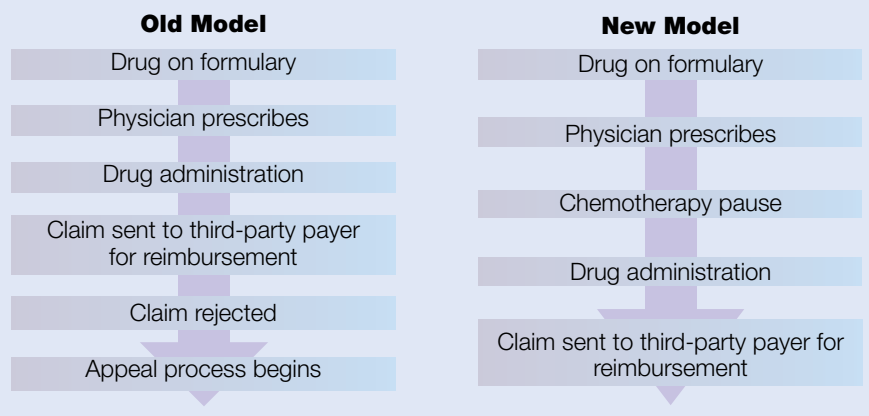 Old Model
Drug on formulary
Physician prescribes
Drug administration
Claim sent to third-party payer
for reimbursement
Claim rejected
Appeal process begins
New Model
Drug on formulary
Physician prescribes
Chemotherapy pause
Drug administration
Claim sent to third-party payer for
reimbursement